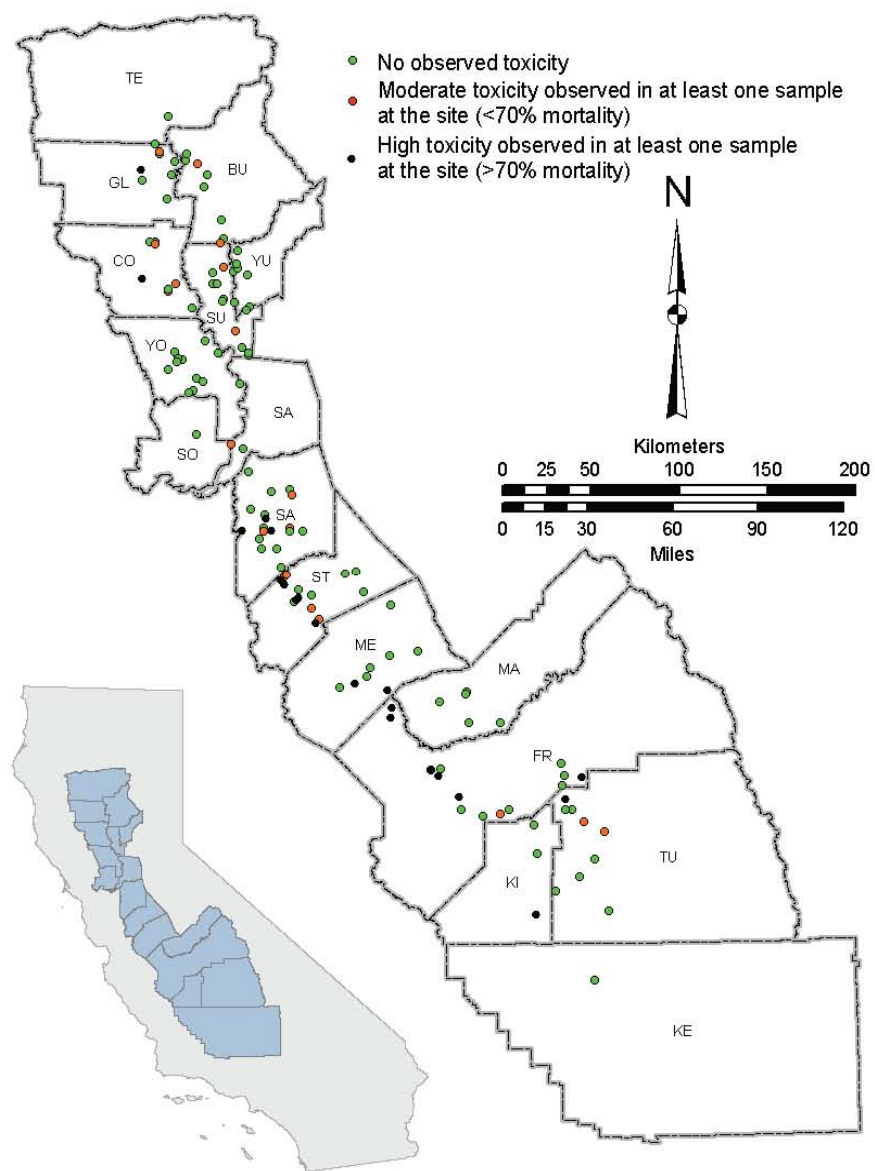 No observed toxicity
Moderate toxicity observed in at least one sample
at the site (<70% mortality)
High toxicity observed in at least one sample
at the site (>70% mortality)
N
TE
BU
GL
CO
YU
SU
YO
SA
SO
Kilometers
0 25 50 100 150 200
0 15 30 60 90 120
Miles
SA
ST
ME
MA
FR
TU
KI
KE